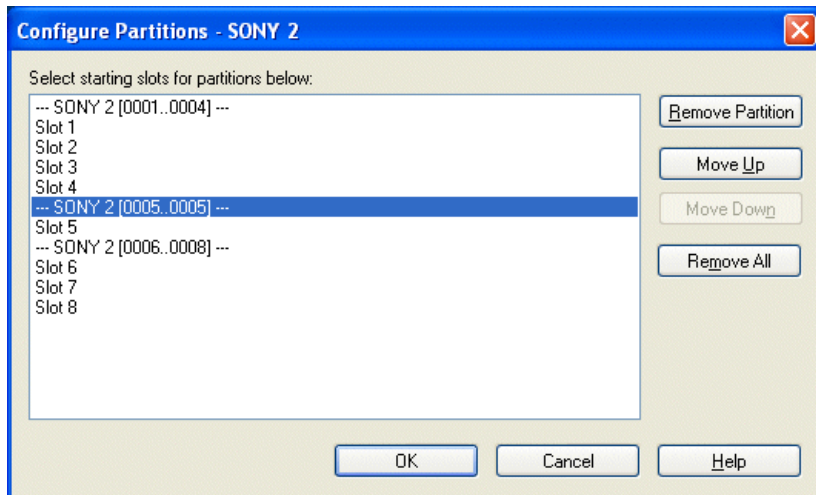 Configure Partitions - SONY 2
Select starting slots for partitions below:
--- SONY 2 [0001..0004] ---
Slot 1
Slot 2
Slot 3
Slot 4
--- SONY 2 [0005..0005] ---
Slot 5
--- SONY 2 [0006..0008] ---
Slot 6
Slot 7
Slot 8
Remove Partition
Move Up
Move Down
Remove All
OK
Cancel
Help